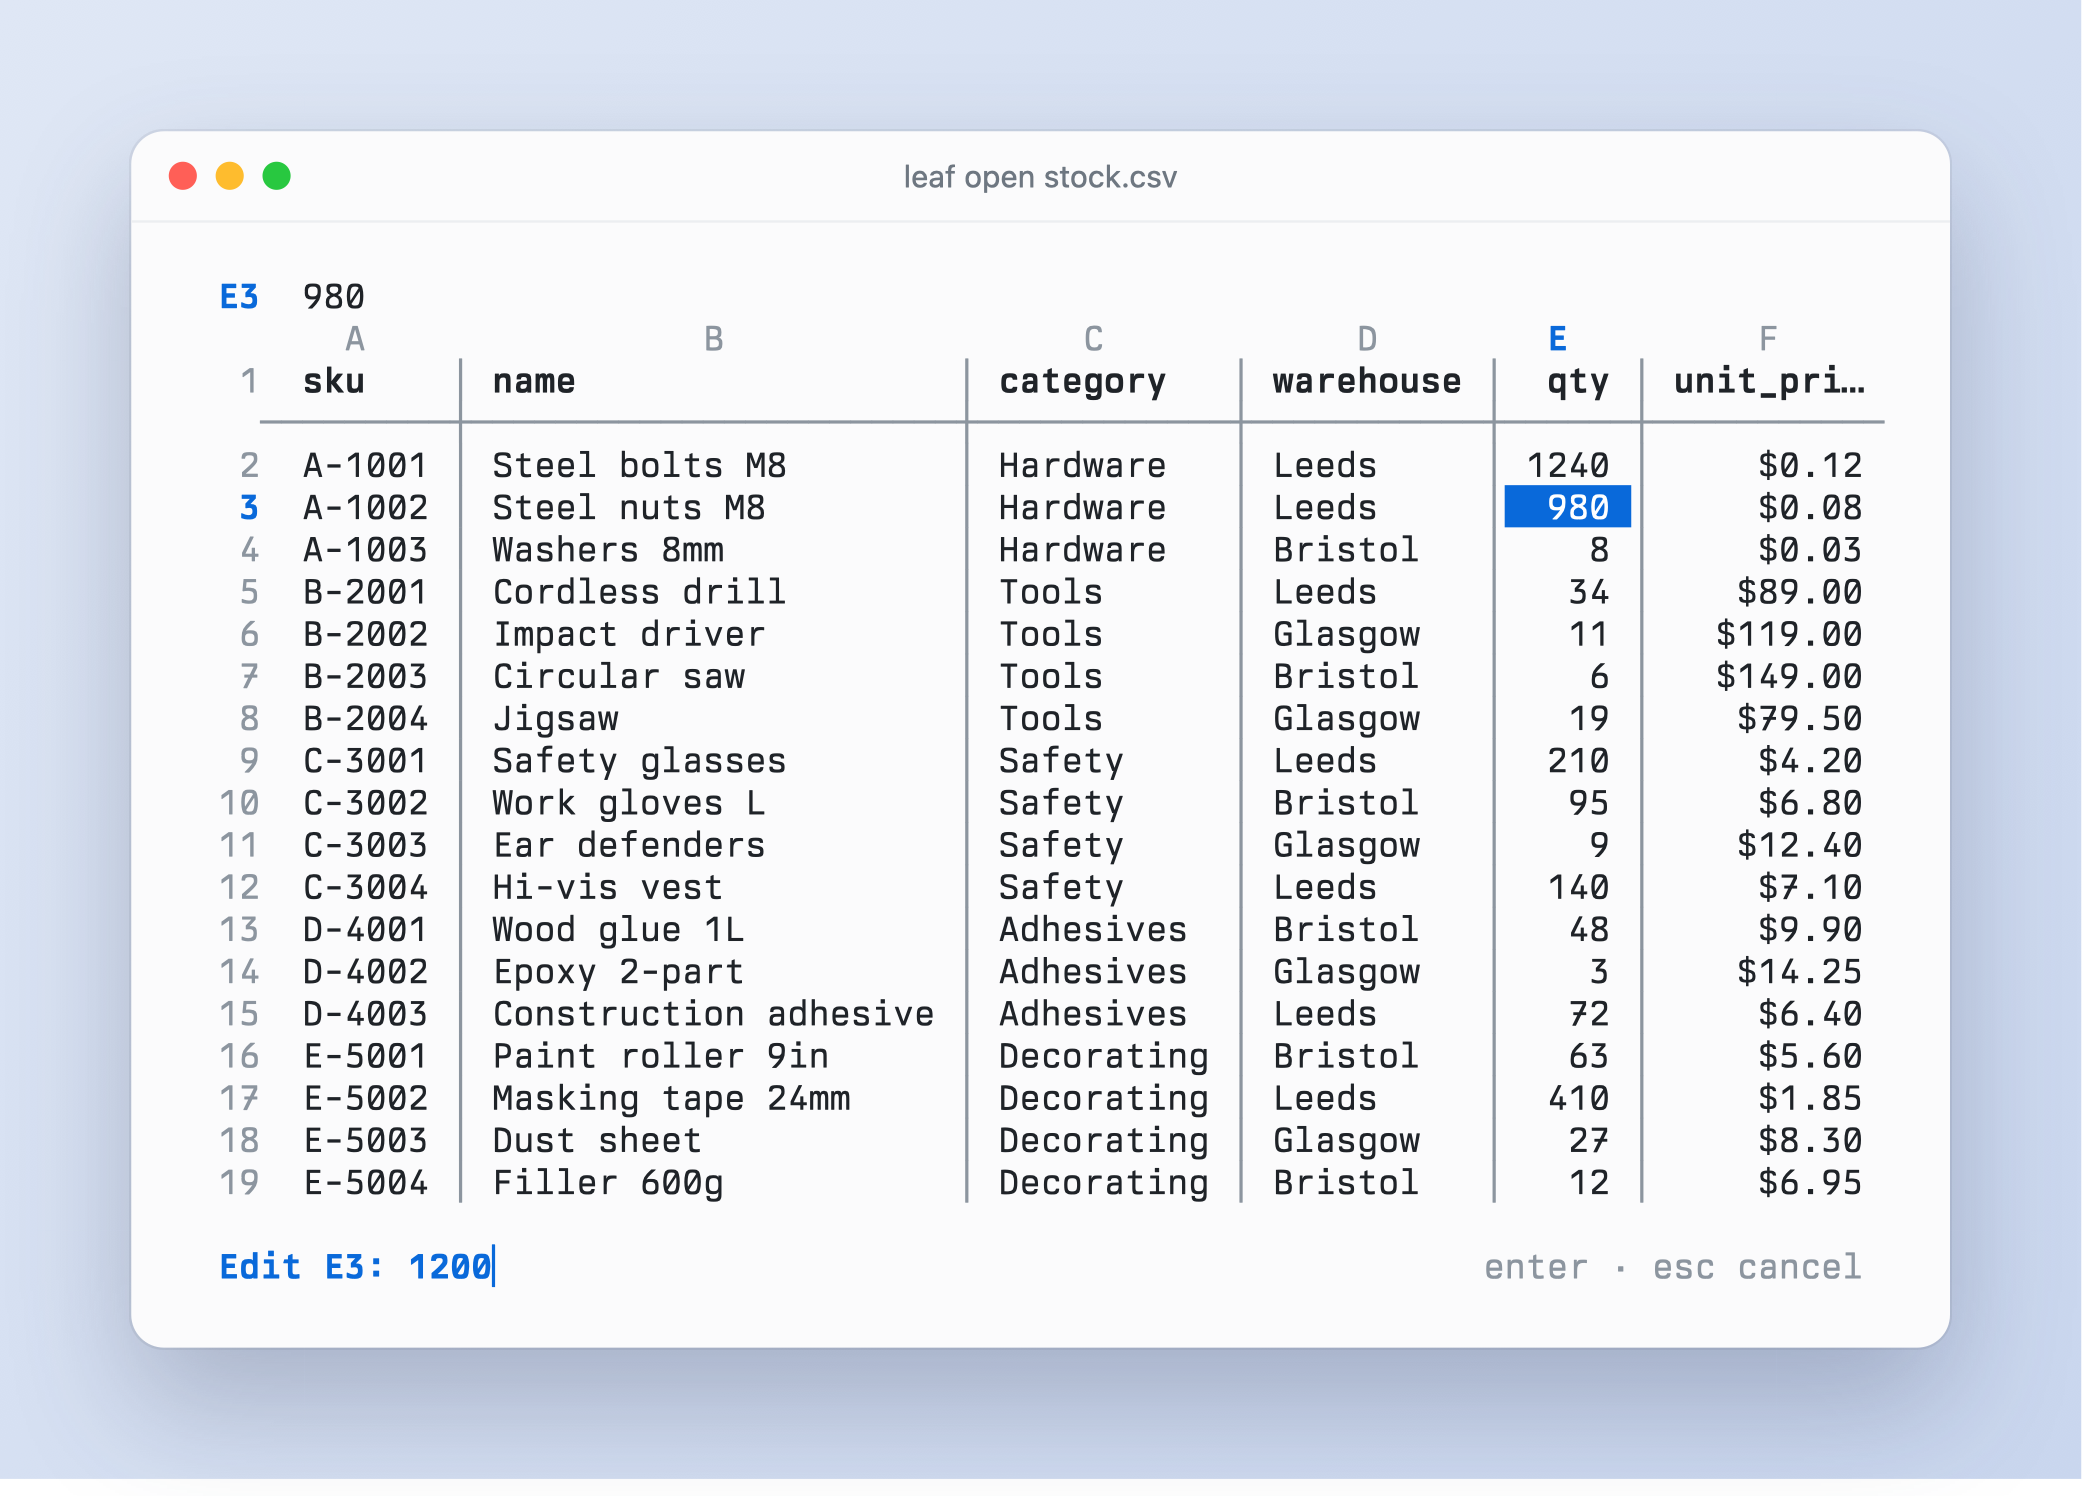 leaf open stock.csv
E3 980
A B C D E F
1 sku name category warehouse qty unit_pri…
2 A-1001 Steel bolts M8 Hardware Leeds 1240 $0.12
3 A-1002 Steel nuts M8 Hardware Leeds 980 $0.08
4 A-1003 Washers 8mm Hardware Bristol 8 $0.03
5 B-2001 Cordless drill Tools Leeds 34 $89.00
6 B-2002 Impact driver Tools Glasgow 11 $119.00
7 B-2003 Circular saw Tools Bristol 6 $149.00
8 B-2004 Jigsaw Tools Glasgow 19 $79.50
9 C-3001 Safety glasses Safety Leeds 210 $4.20
10 C-3002 Work gloves L Safety Bristol 95 $6.80
11 C-3003 Ear defenders Safety Glasgow 9 $12.40
12 C-3004 Hi-vis vest Safety Leeds 140 $7.10
13 D-4001 Wood glue 1L Adhesives Bristol 48 $9.90
14 D-4002 Epoxy 2-part Adhesives Glasgow 3 $14.25
15 D-4003 Construction adhesive Adhesives Leeds 72 $6.40
16 E-5001 Paint roller 9in Decorating Bristol 63 $5.60
17 E-5002 Masking tape 24mm Decorating Leeds 410 $1.85
18 E-5003 Dust sheet Decorating Glasgow 27 $8.30
19 E-5004 Filler 600g Decorating Bristol 12 $6.95
Edit E3: 1200 enter · esc cancel